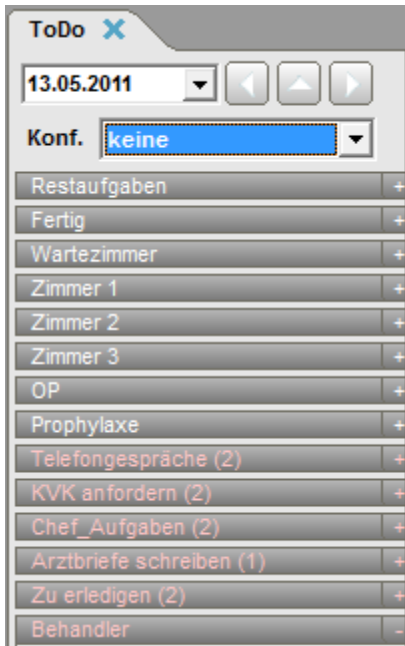 ToDo
13.05.2011
Konf. keine
Restaufgaben +
Fertig +
Wartezimmer +
Zimmer 1 +
Zimmer 2 +
Zimmer 3 +
OP +
Prophylaxe +
Telefongespräche (2) +
KVK anfordern (2) +
Chef_Aufgaben (2) +
Arztbriefe schreiben (1) +
Zu erledigen (2) +
Behandler -